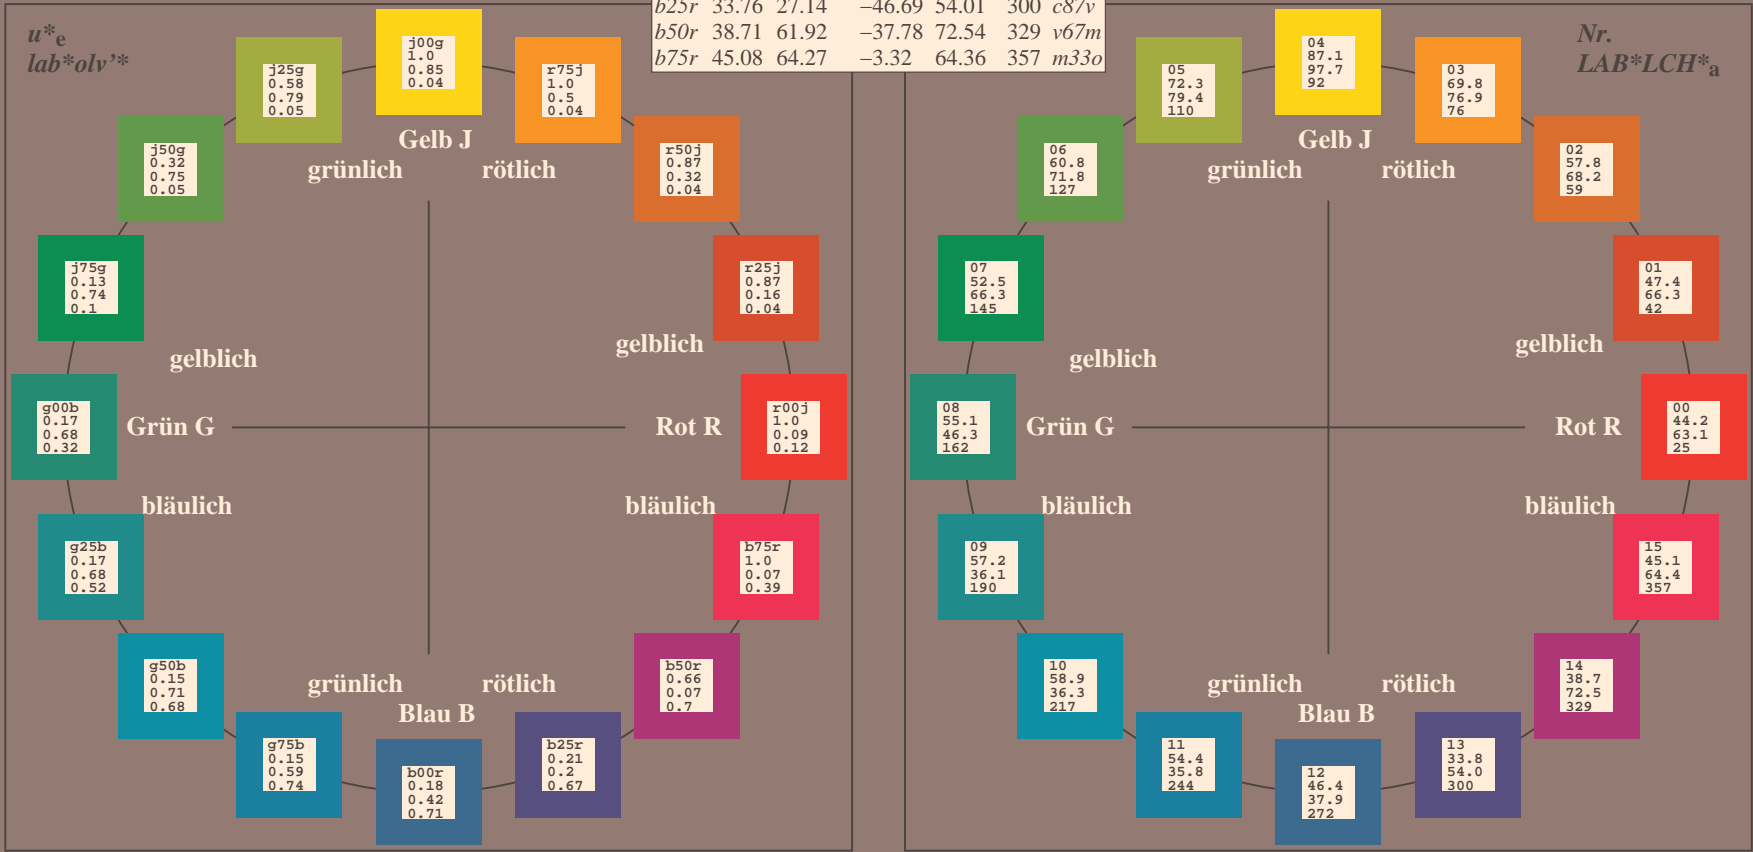 b25r 33.76 27.14 −46.69 54.01 300 c87v
b50r 38.71 61.92 −37.78 72.54 329 v67m
b75r 45.08 64.27 −3.32 64.36 357 m33o
u*e
lab*olv'*
j00g
1.0
0.85
0.04
j25g
0.58
0.79
0.05
r75j
1.0
0.5
0.04
Gelb J
grünlich rötlich
j50g
0.32
0.75
0.05
r50j
0.87
0.32
0.04
j75g
0.13
0.74
0.1
r25j
0.87
0.16
0.04
gelblich
gelblich
g00b
0.17
0.68
0.32
Grün G
Rot R
r00j
1.0
0.09
0.12
bläulich
bläulich
g25b
0.17
0.68
0.52
b75r
1.0
0.07
0.39
g50b
0.15
0.71
0.68
b50r
0.66
0.07
0.7
grünlich rötlich
Blau B
g75b
0.15
0.59
0.74
b00r
0.18
0.42
0.71
b25r
0.21
0.2
0.67
Nr.
LAB*LCH*a
04
87.1
97.7
92
05
72.3
79.4
110
03
69.8
76.9
76
Gelb J
grünlich rötlich
06
60.8
71.8
127
02
57.8
68.2
59
07
52.5
66.3
145
01
47.4
66.3
42
gelblich
gelblich
08
55.1
46.3
162
Grün G
Rot R
00
44.2
63.1
25
bläulich
bläulich
09
57.2
36.1
190
15
45.1
64.4
357
10
58.9
36.3
217
14
38.7
72.5
329
grünlich rötlich
Blau B
11
54.4
35.8
244
12
46.4
37.9
272
13
33.8
54.0
300